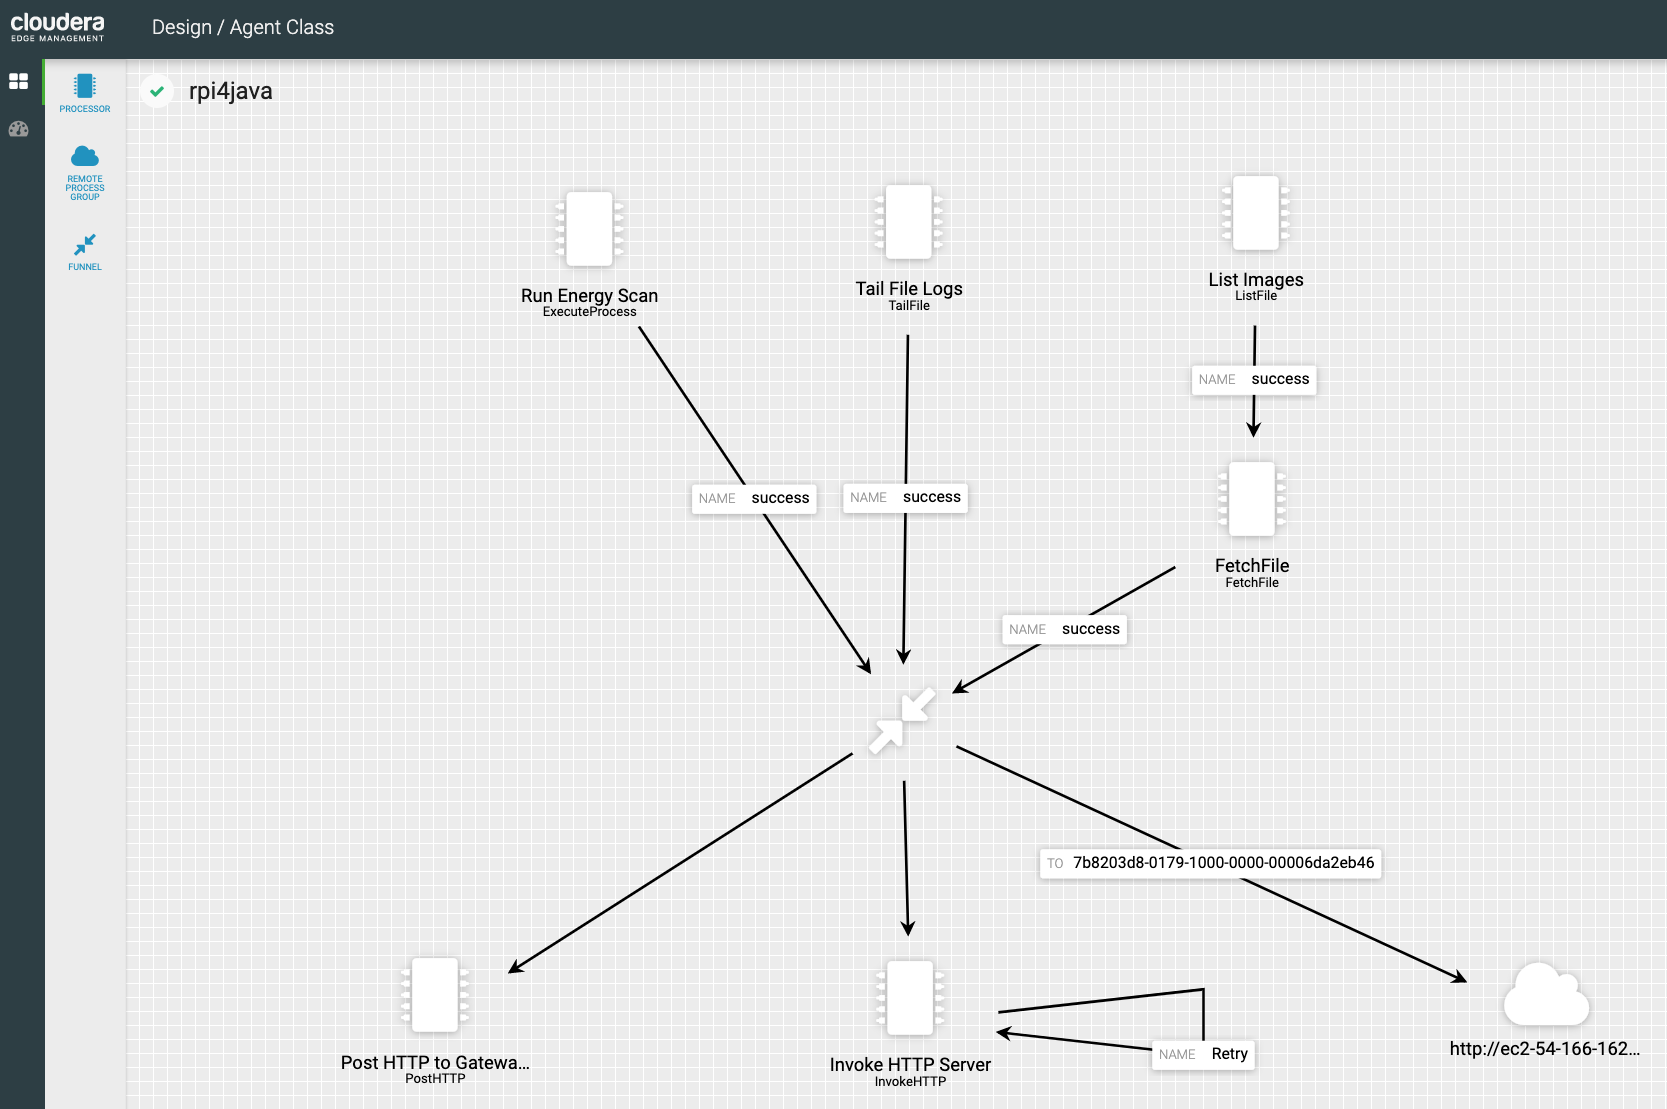 cloudera
EDGE MANAGEMENT
Design / Agent Class
PROCESSOR
REMOTE
PROCESS
GROUP
FUNNEL
rpi4java
Run Energy Scan
ExecuteProcess
Tail File Logs
TailFile
List Images
ListFile
NAME success
FetchFile
FetchFile
NAME success
NAME success
NAME success
TO 7b8203d8-0179-1000-0000-00006da2eb46
Post HTTP to Gatewa...
PostHTTP
Invoke HTTP Server
InvokeHTTP
NAME Retry
http://ec2-54-166-162...